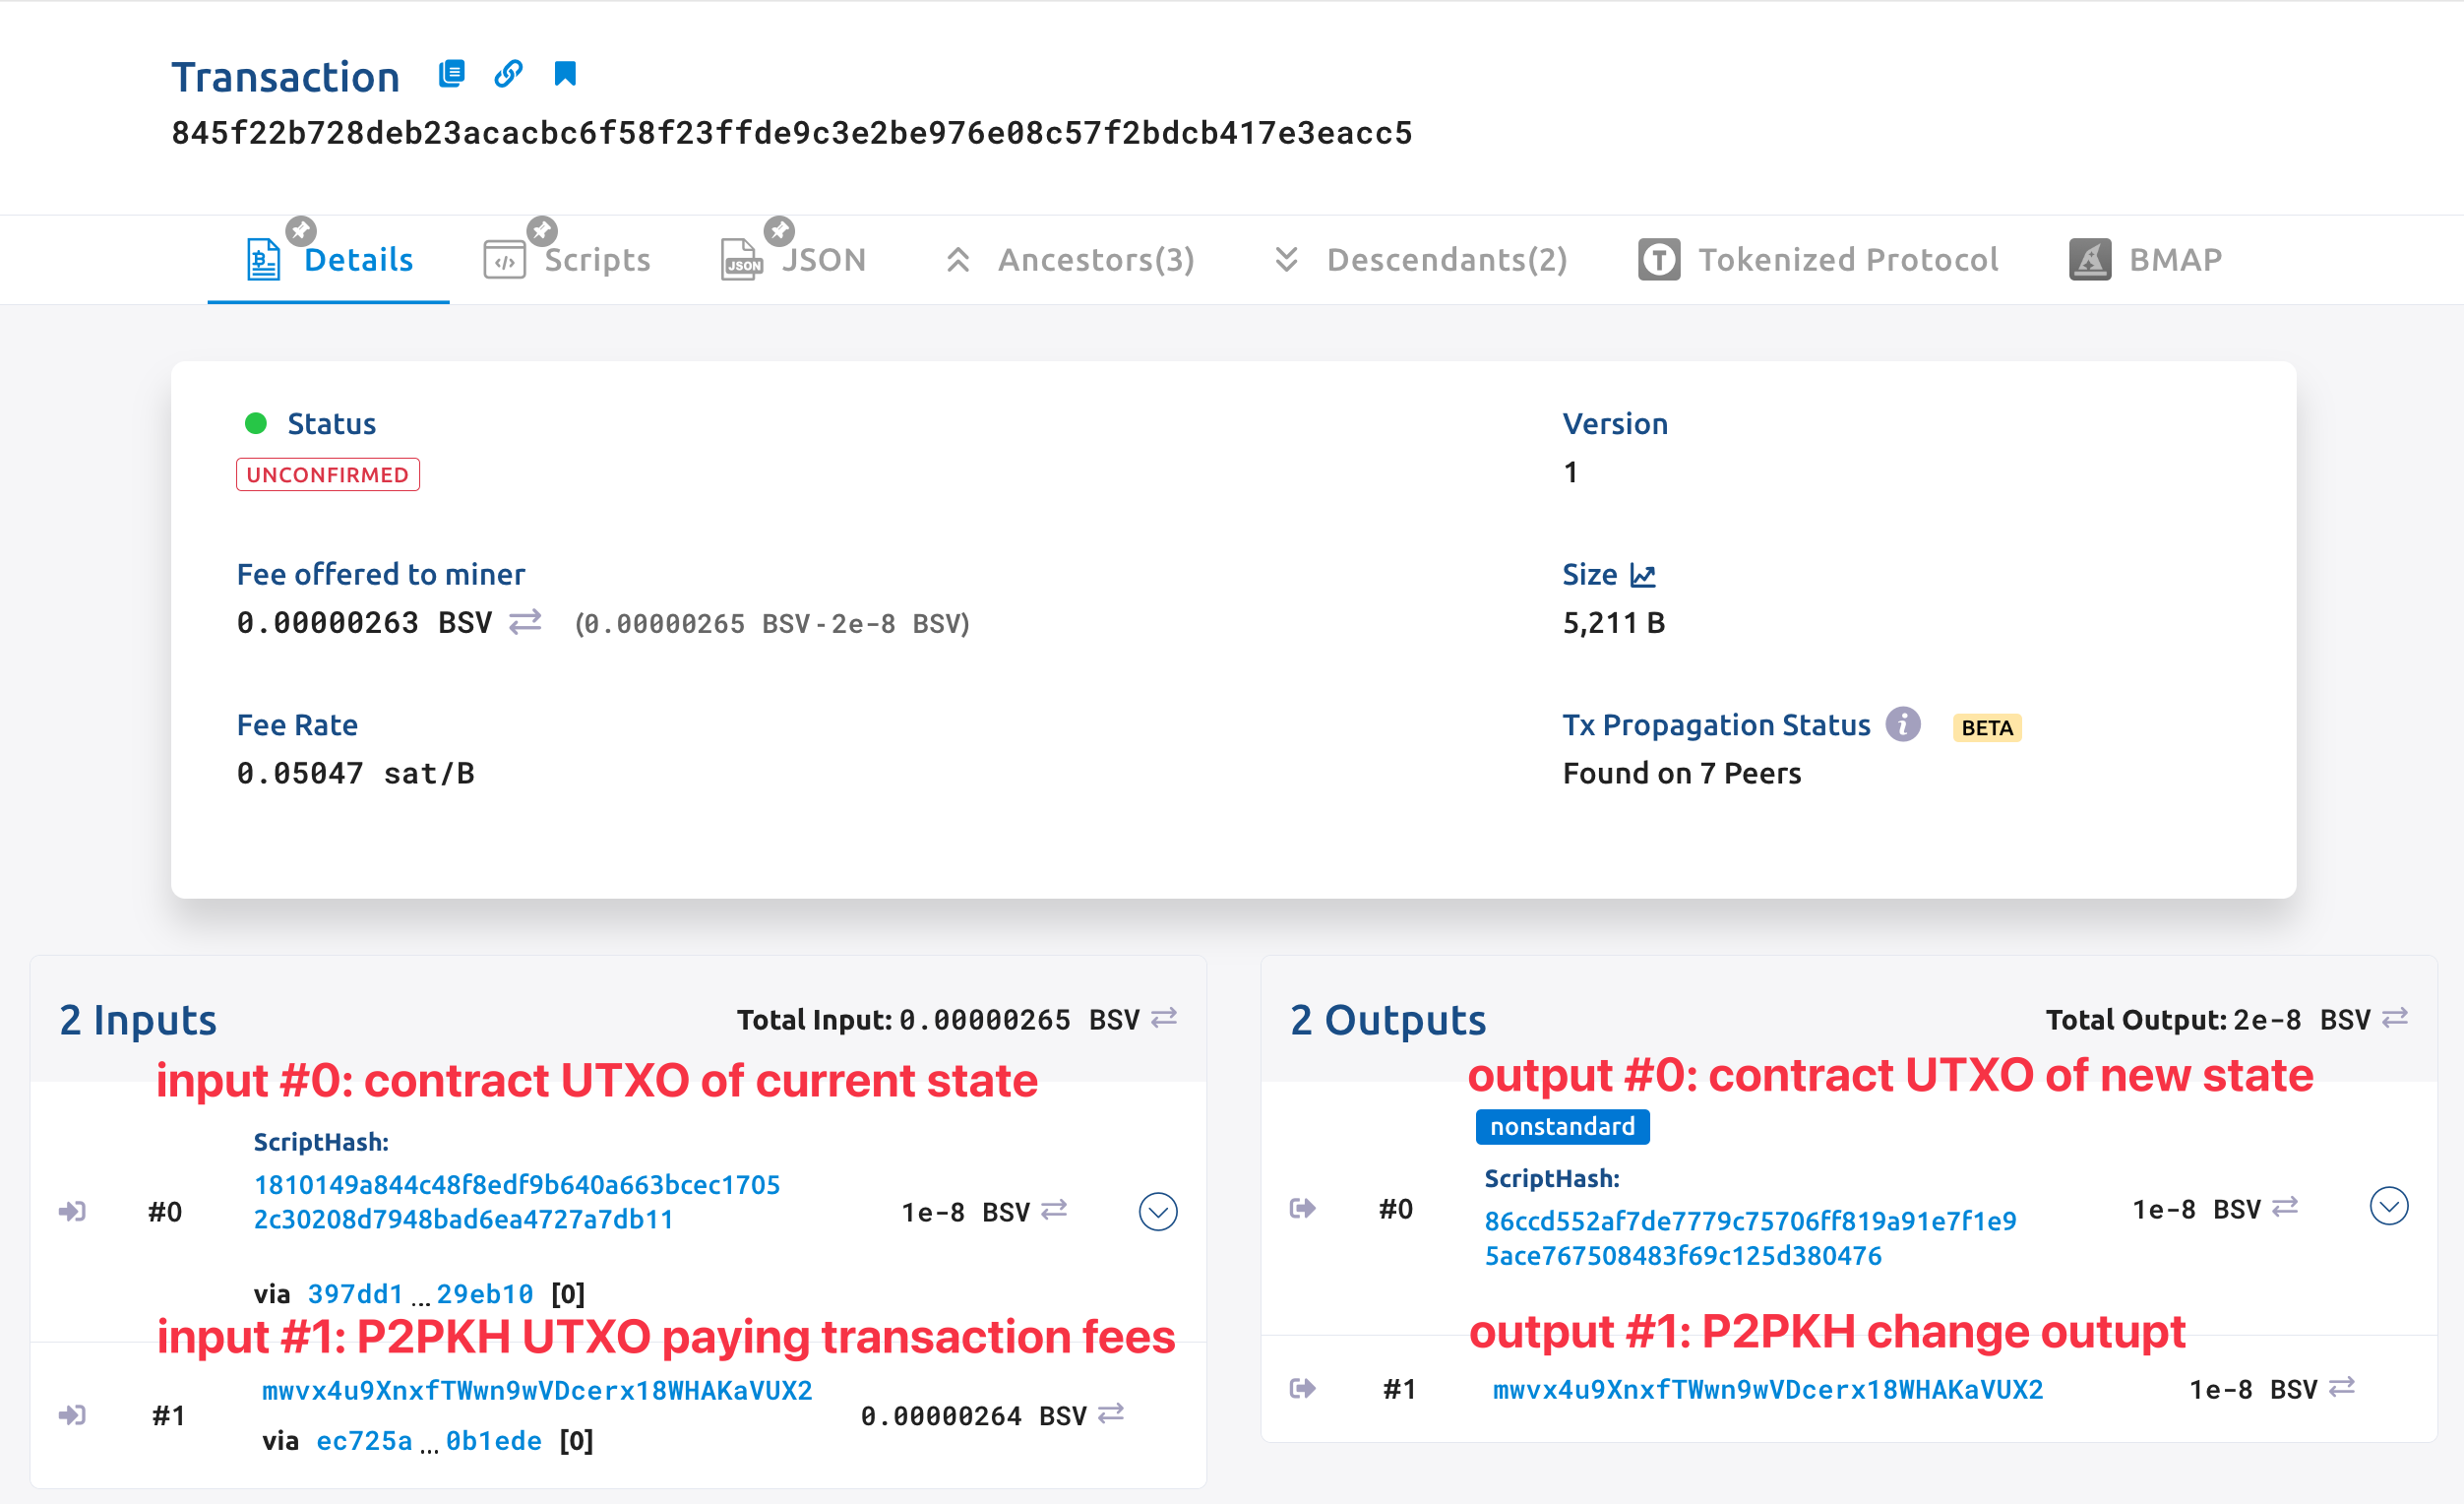 Transaction
845f22b728deb23acacbc6f58f23ffde9c3e2be976e08c57f2bdcb417e3eacc5
Details
Scripts
JSON
JSON
Ancestors(3)
Descendants(2)
T
Tokenized Protocol
BMAP
Status
UNCONFIRMED
Version
1
Fee offered to miner
0.00000263 BSV (0.00000265 BSV - 2e-8 BSV)
Size
5,211 B
Fee Rate
0.05047 sat/B
Tx Propagation Status i BETA
Found on 7 Peers
2 Inputs
Total Input: 0.00000265 BSV
input #0: contract UTXO of current state
ScriptHash:
#0
1810149a844c48f8edf9b640a663bcec1705
2c30208d7948bad6ea4727a7db11
1e-8 BSV
via 397dd1...29eb10 [0]
input #1: P2PKH UTXO paying transaction fees
#1
mwvx4u9XnxfTWwn9wVDcerx18WHAKaVUX2
0.00000264 BSV
via ec725a...0b1ede [0]
2 Outputs
Total Output: 2e-8 BSV
output #0: contract UTXO of new state
nonstandard
ScriptHash:
#0
86ccd552af7de7779c75706ff819a91e7f1e9
5ace767508483f69c125d380476
1e-8 BSV
output #1: P2PKH change outupt
#1
mwvx4u9XnxfTWwn9wVDcerx18WHAKaVUX2
1e-8 BSV